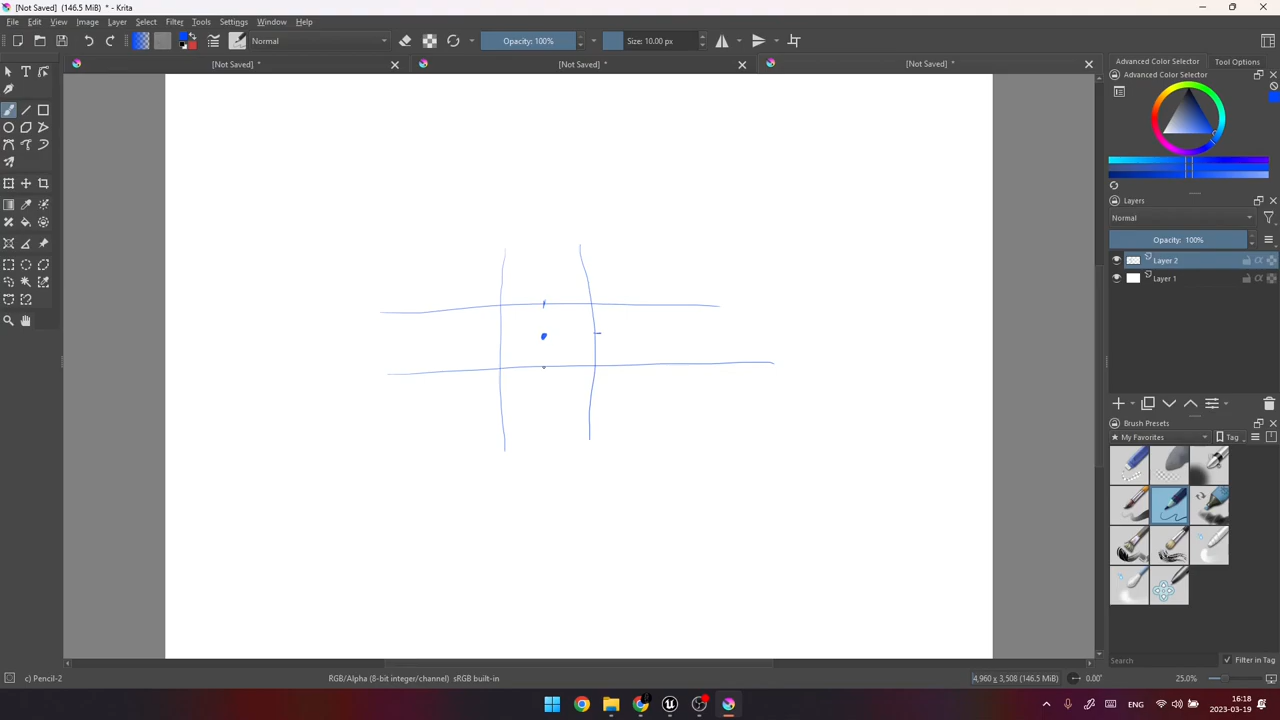 [Not Saved] (146.5 MiB) * - Krita
File Edit View Image Layer Select Filter Tools Settings Window Help
Normal Opacity: 100% Size: 10.00 px
[Not Saved] * [Not Saved] * [Not Saved] *
Advanced Color Selector Tool Options
Advanced Color Selector
Layers
Normal
Opacity: 100%
Layer 2
Layer 1
Brush Presets
My Favorites Tag
Search Filter in Tag
c) Pencil-2 RGB/Alpha (8-bit integer/channel) sRGB built-in 4,960 x 3,508 (146.5 MiB) 0.00° 25.0%
ENG 16:18
2023-03-19